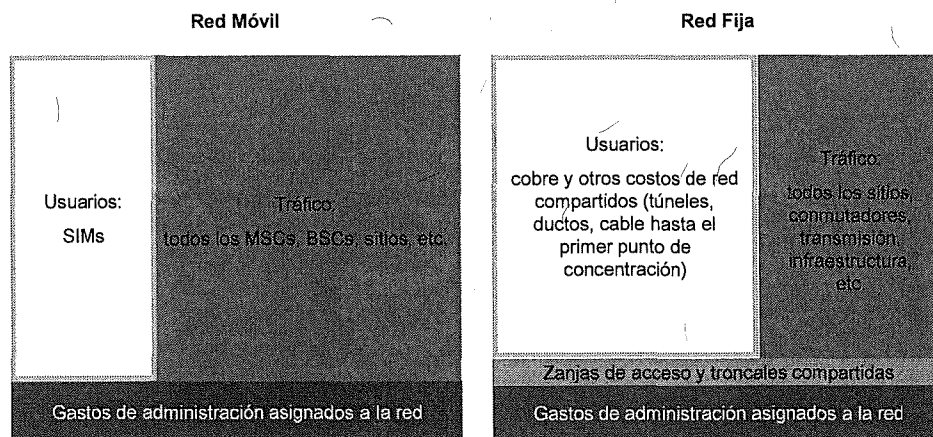 Red Móvil
Usuarios:
SIMs
Tráfico:
todos los MSCs, BSCs, sitios, etc.
Gastos de administración asignados a la red
Red Fija
Usuarios:
cobre y otros costos de red
compartidos (túneles,
ductos, cable hasta el
primer punto de
concentración)
Tráfico:
todos los sitios,
conmutadores,
transmisión,
infraestructura,
etc.
Zanjas de acceso y troncales compartidas
Gastos de administración asignados a la red